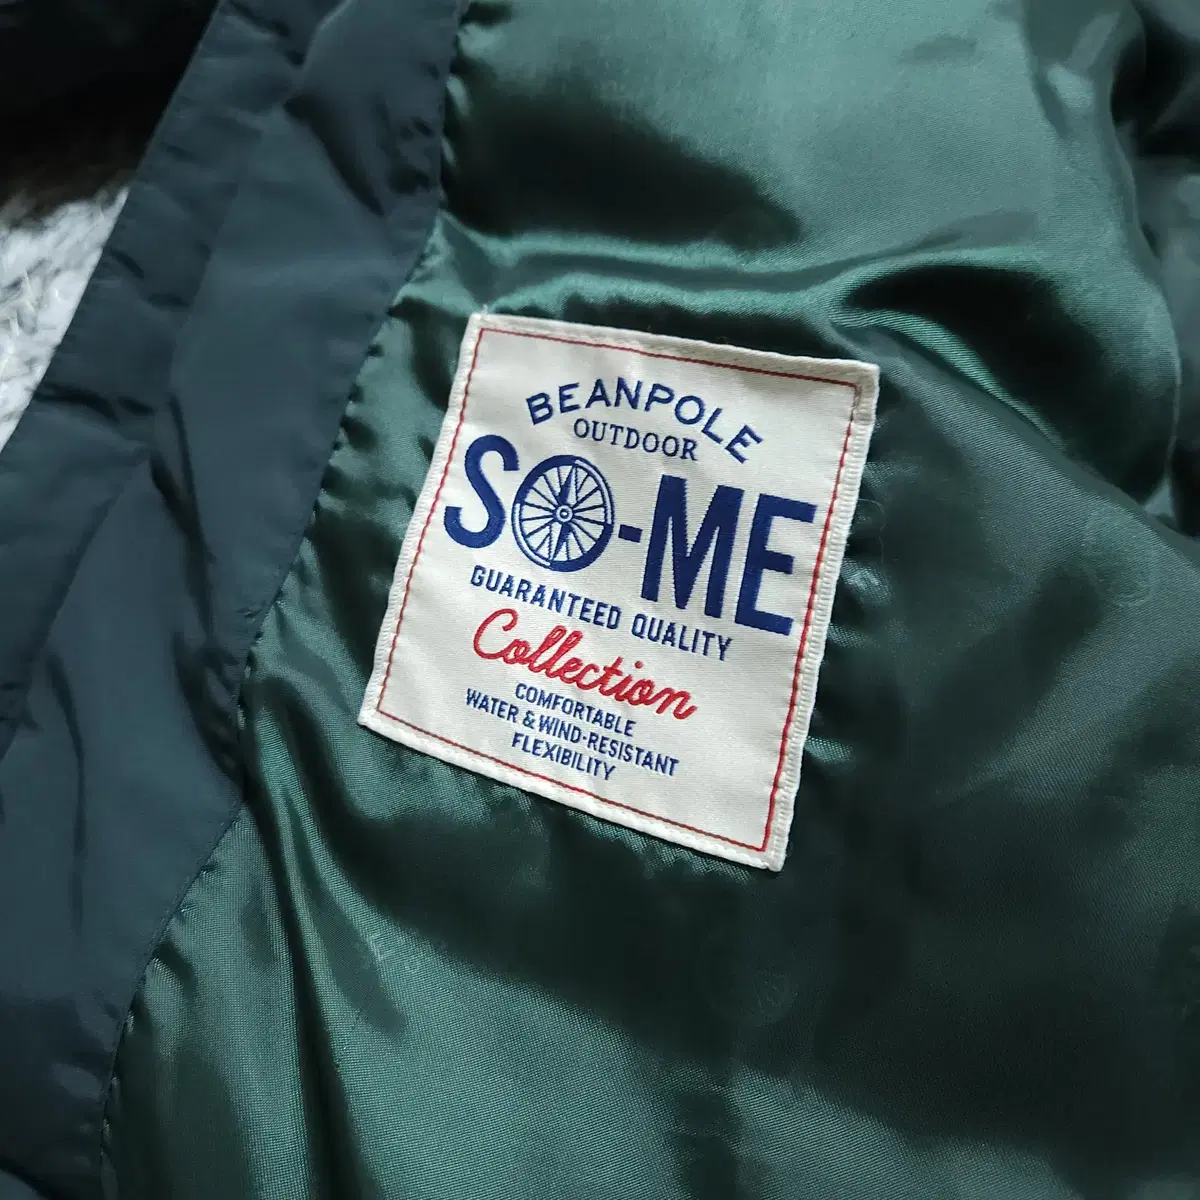 BEANPOLE
OUTDOOR
SO-ME
GUARANTEED QUALITY
Collection
COMFORTABLE
WATER & WIND-RESISTANT
FLEXIBILITY